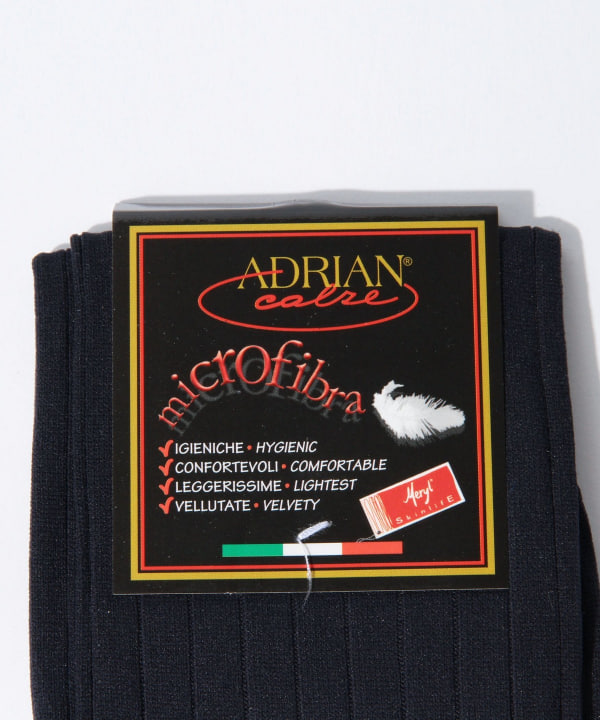 ADRIAN®
calze
microfibra
IGIENICHE • HYGIENIC
CONFORTEVOLI • COMFORTABLE
LEGGERISSIME • LIGHTEST
VELLUTATE • VELVETY
Meryl®
SKINLIFE